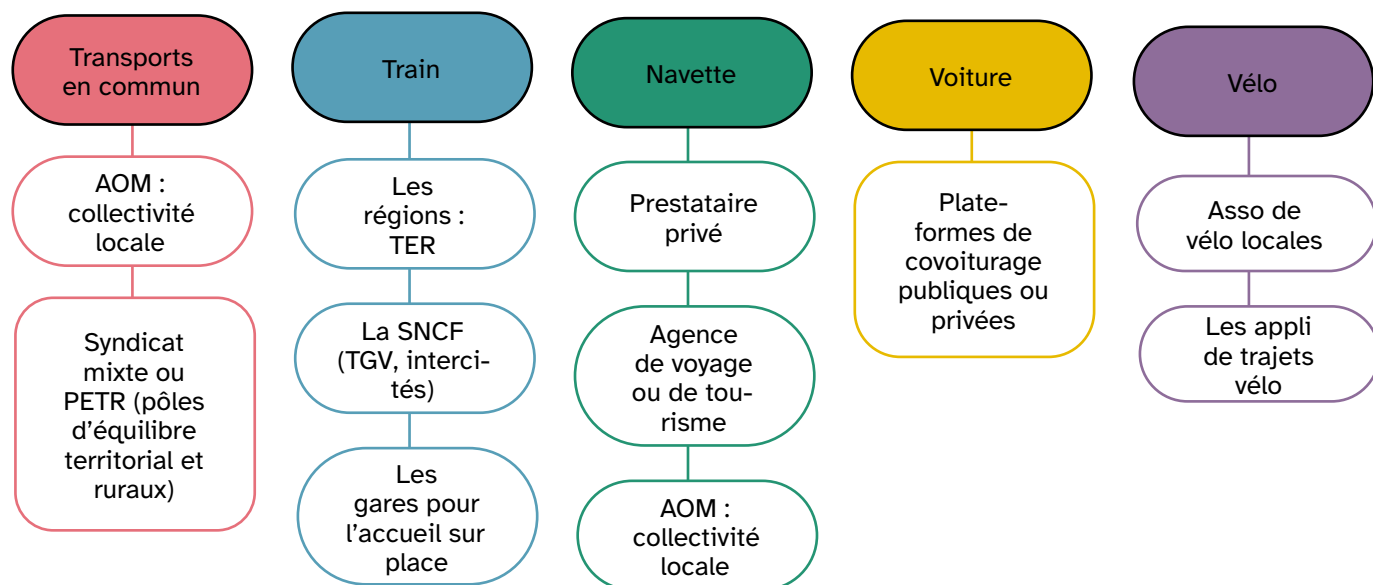 Transports
en commun
AOM :
collectivité
locale
Syndicat
mixte ou
PETR (pôles
d’équilibre
territorial et
ruraux)
Train
Les
régions :
TER
La SNCF
(TGV, interci-
tés)
Les
gares pour
l’accueil sur
place
Navette
Prestataire
privé
Agence
de voyage
ou de tou-
risme
AOM :
collectivité
locale
Voiture
Plate-
formes de
covoiturage
publiques ou
privées
Vélo
Asso de
vélo locales
Les appli
de trajets
vélo